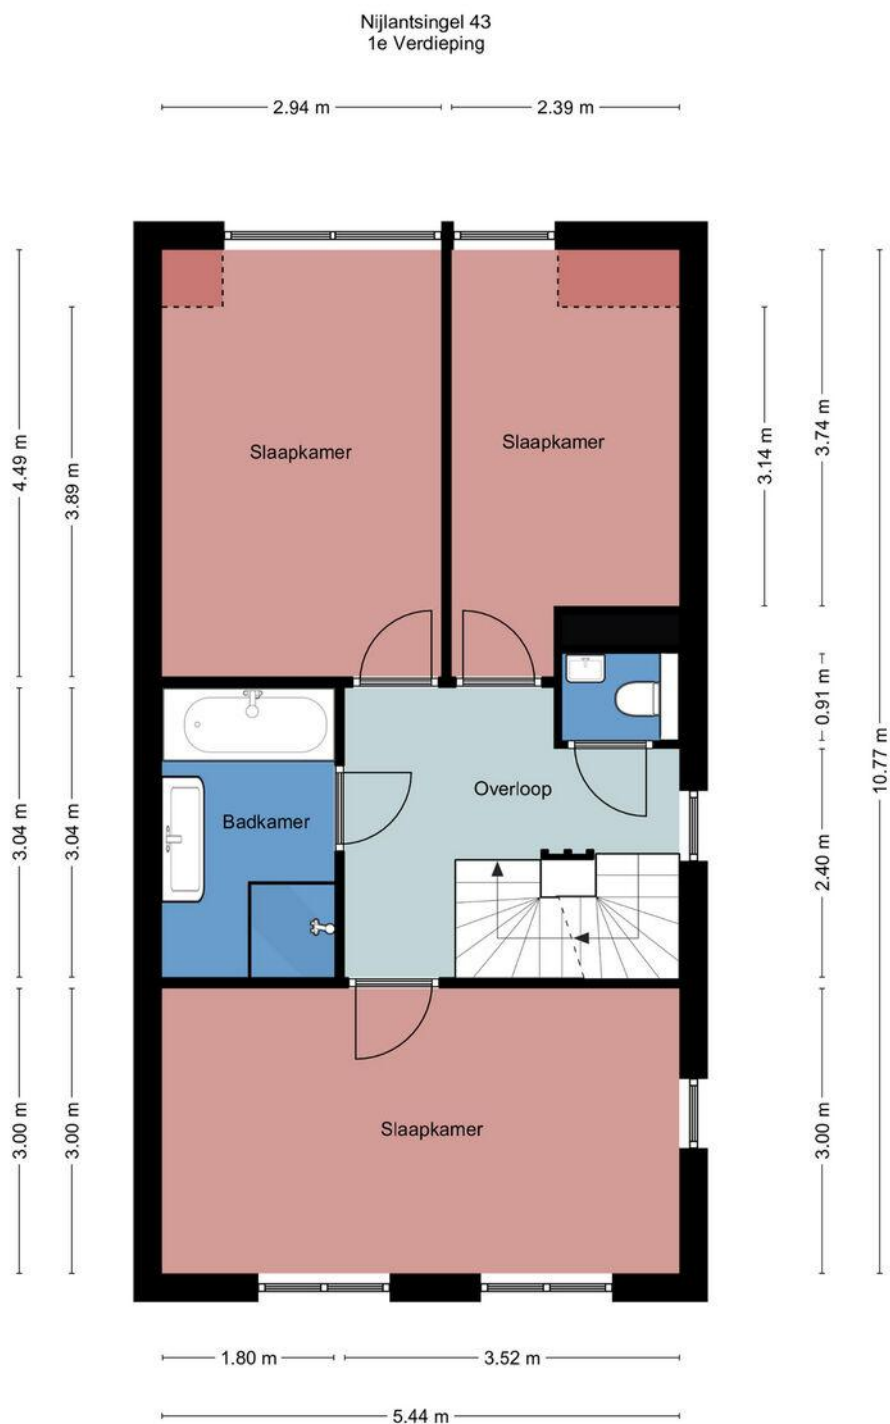 Nijlantsingel 43
1e Verdieping
2.94 m
2.39 m
4.49 m
3.89 m
3.74 m
3.14 m
Slaapkamer
Slaapkamer
0.91 m
10.77 m
Overloop
Badkamer
3.04 m
3.04 m
2.40 m
Slaapkamer
3.00 m
3.00 m
3.00 m
1.80 m
3.52 m
5.44 m